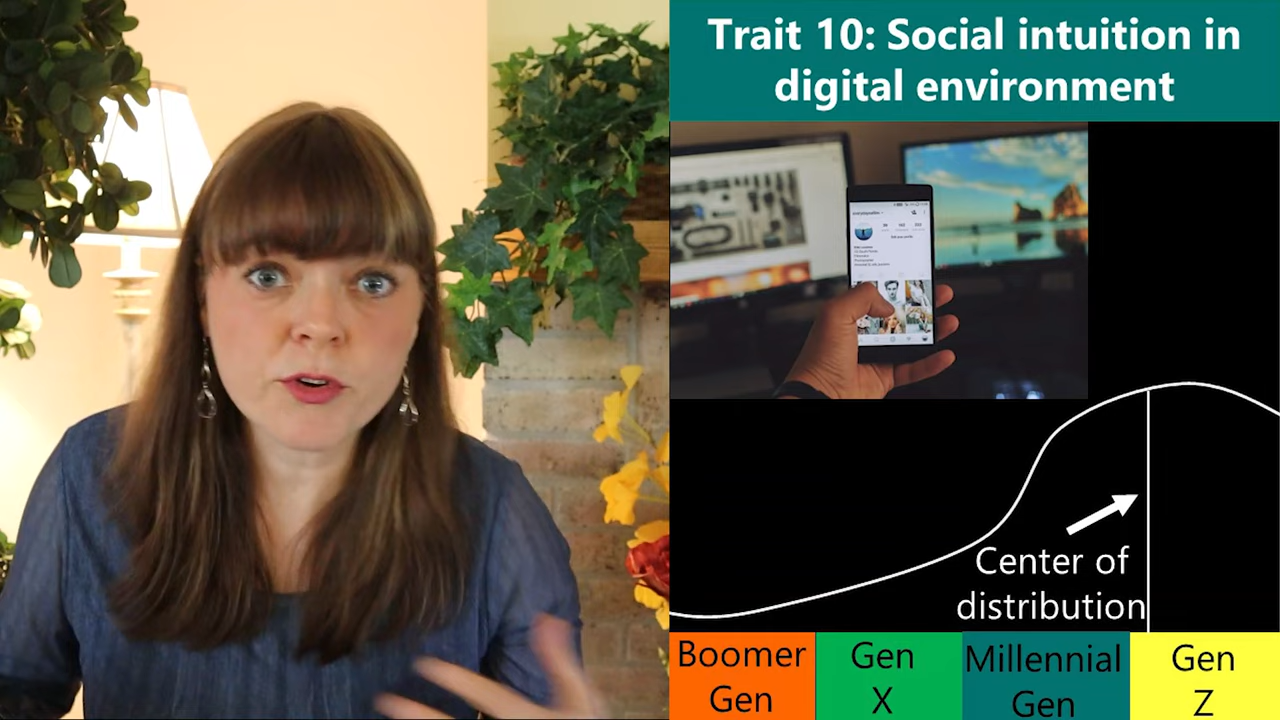 Trait 10: Social intuition in
digital environment
Center of
distribution
Boomer
Gen
Gen
X
Millennial
Gen
Gen
Z